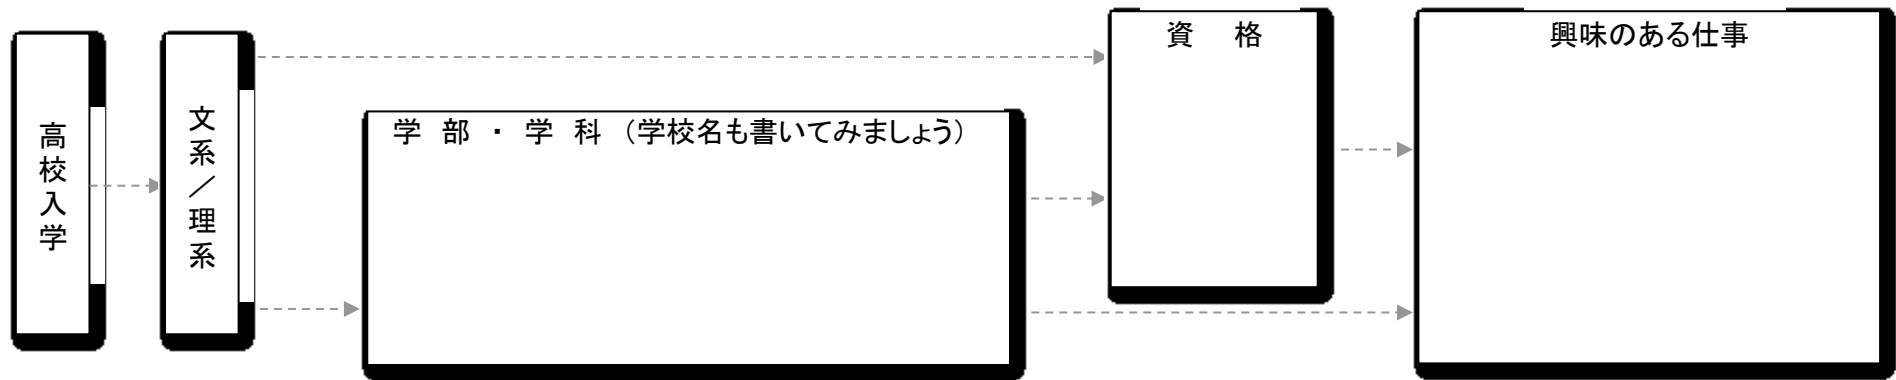 高校入学
文系／理系
学 部 ・ 学 科 （学校名も書いてみましょう）
資 格
興味のある仕事